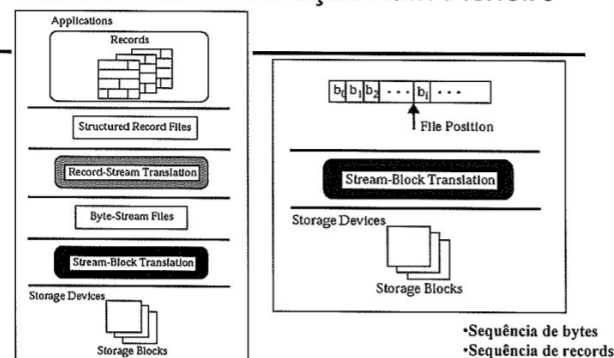 Applications
Records
Structured Record Files
Record-Stream Translation
Byte-Stream Files
Stream-Block Translation
Storage Devices
Storage Blocks
b0 b1 b2 · · · bi · · ·
File Position
Stream-Block Translation
Storage Devices
Storage Blocks
•Sequência de bytes
•Sequência de records